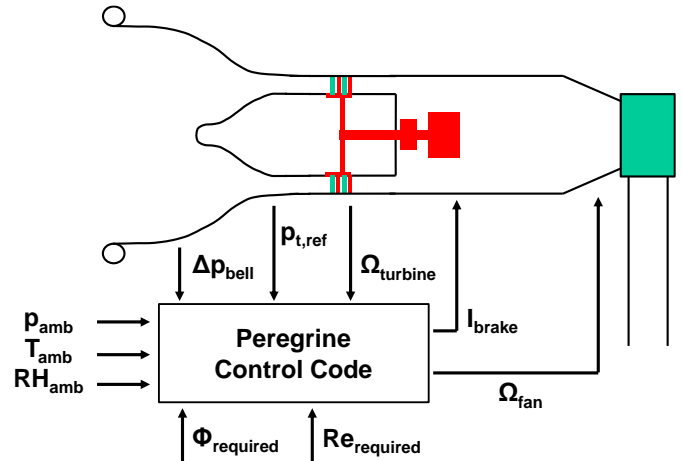 Δp_bell
p_t,ref
Ω_turbine
p_amb
T_amb
RH_amb
Peregrine
Control Code
I_brake
Ω_fan
Φ_required
Re_required